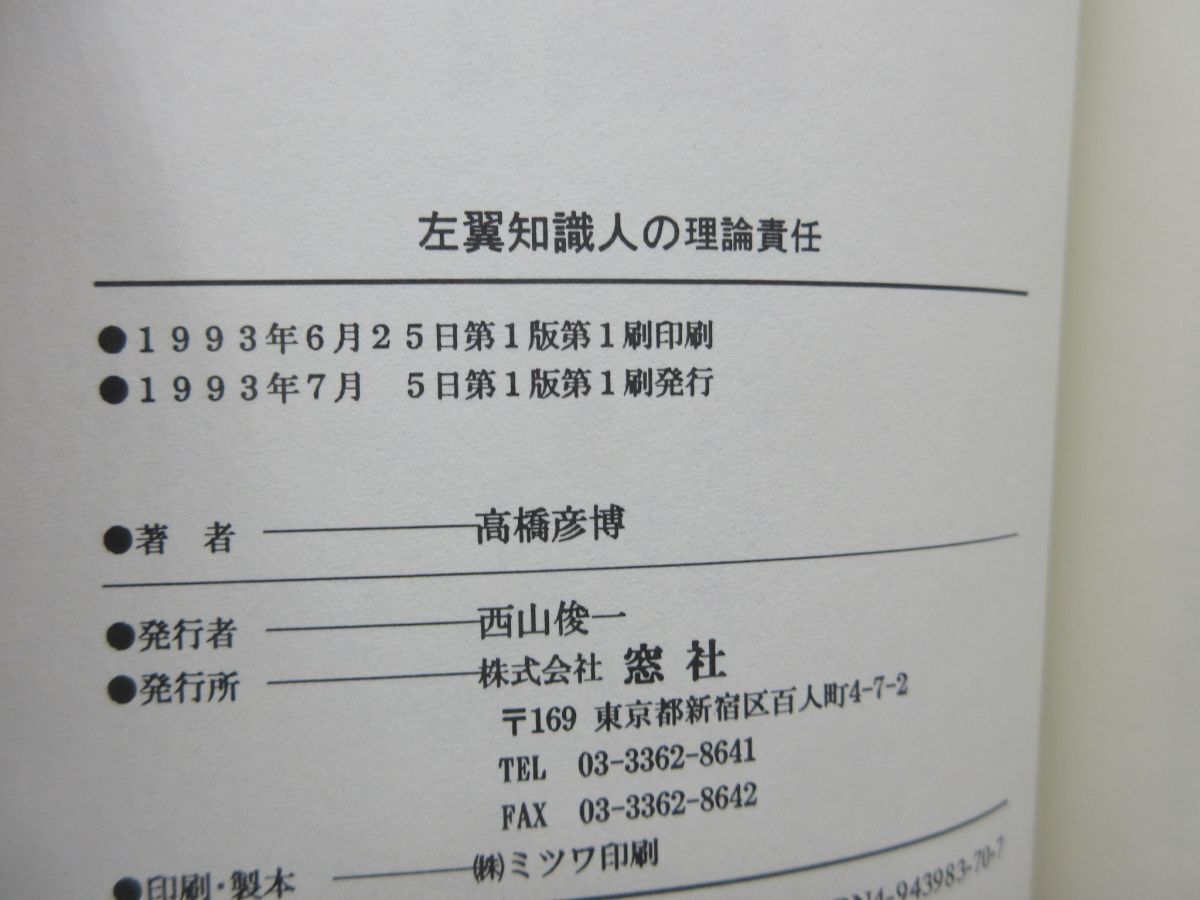 左翼知識人の理論責任
●1993年6月25日第1版第1刷印刷
●1993年7月　5日第1版第1刷発行
●著　者 ――― 高橋彦博
●発行者 ――― 西山俊一
●発行所 ――― 株式会社 窓 社
〒169 東京都新宿区百人町4-7-2
TEL 03-3362-8641
FAX 03-3362-8642
●印刷・製本 ――― ㈱ミツワ印刷
4-943983-70-7